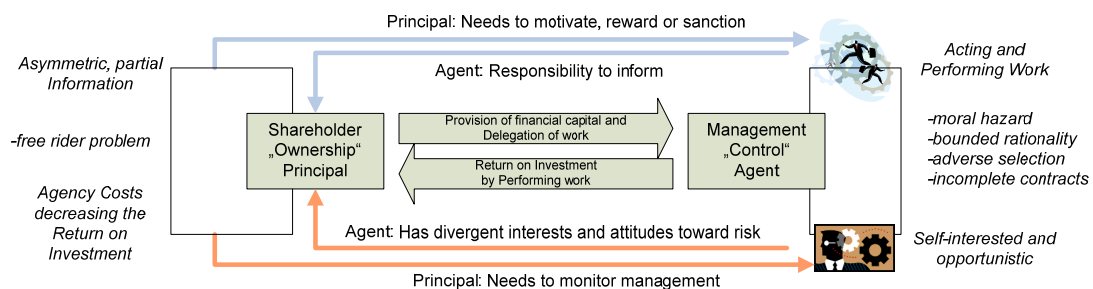 Principal: Needs to motivate, reward or sanction
Asymmetric, partial
Information
Agent: Responsibility to inform
Acting and
Performing Work
-free rider problem
Shareholder
„Ownership“
Principal
Provision of financial capital and
Delegation of work
Return on Investment
by Performing work
Management
„Control“
Agent
-moral hazard
-bounded rationality
-adverse selection
-incomplete contracts
Agency Costs
decreasing the
Return on
Investment
Agent: Has divergent interests and attitudes toward risk
Self-interested and
opportunistic
Principal: Needs to monitor management